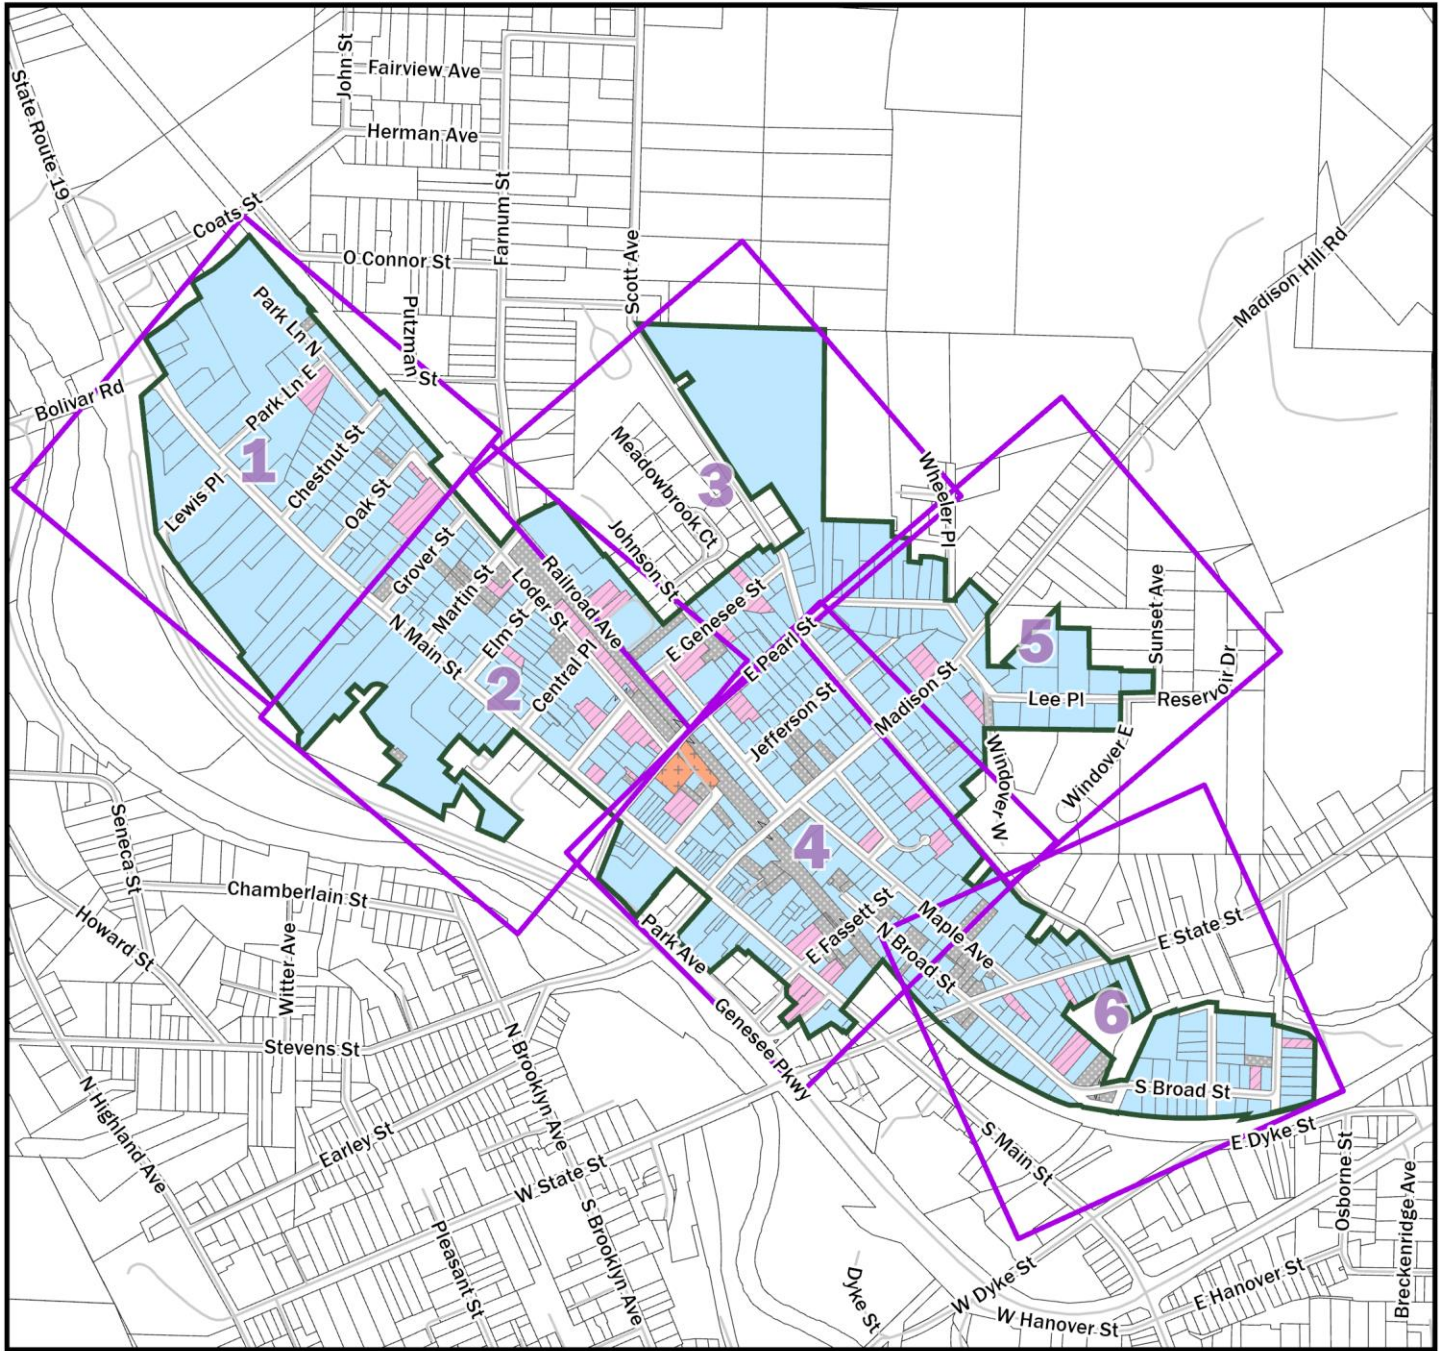 John St
Fairview Ave
Herman Ave
State Route 19
Coats St
Farnum St
O Connor St
Scott Ave
Madison Hill Rd
Park Ln N
Putzman St
Park Ln E
Bolivar Rd
1
Chestnut St
Lewis Pl
Oak St
Meadowbrook Ct
3
Wheeler Pl
Grover St
Martin St
Loder St
Railroad Ave
Johnson St
E Genesee St
Elm St
N Main St
2
Central Pl
E Pearl St
5
Sunset Ave
Jefferson St
Madison St
Lee Pl
Reservoir Dr
Windover W
Windover E
4
Seneca St
Chamberlain St
Howard St
Witter Ave
Park Ave
E Fassett St
Maple Ave
N Broad St
E State St
Genesee Pkwy
6
Stevens St
N Brooklyn Ave
N Highland Ave
Earley St
S Broad St
S Main St
E Dyke St
W State St
S Brooklyn Ave
Pleasant St
Osborne St
Breckenridge Ave
Dyke St
W Dyke St
E Hanover St
W Hanover St